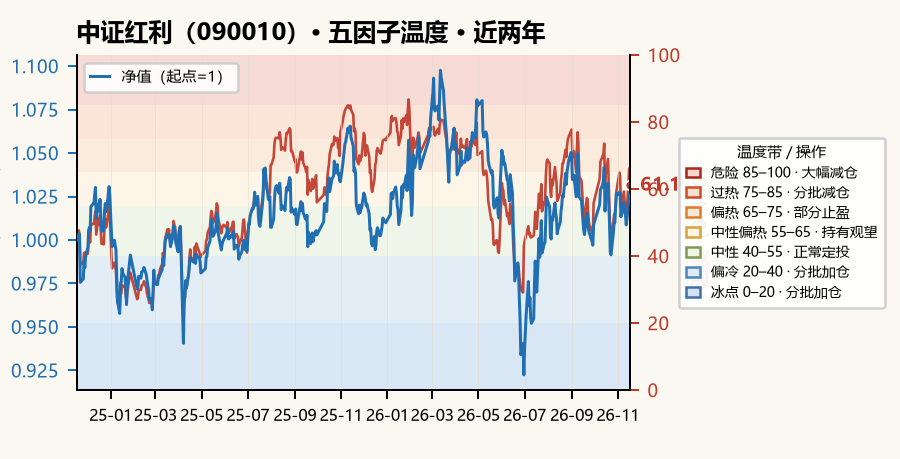 中证红利（090010）· 五因子温度 · 近两年
净值（起点=1）
1.100
1.075
1.050
1.025
1.000
0.975
0.950
0.925
100
80
60
40
20
0
25-01 25-03 25-05 25-07 25-09 25-11 26-01 26-03 26-05 26-07 26-09 26-11
温度带 / 操作
危险 85–100 · 大幅减仓
过热 75–85 · 分批减仓
偏热 65–75 · 部分止盈
中性偏热 55–65 · 持有观望
中性 40–55 · 正常定投
偏冷 20–40 · 分批加仓
冰点 0–20 · 分批加仓